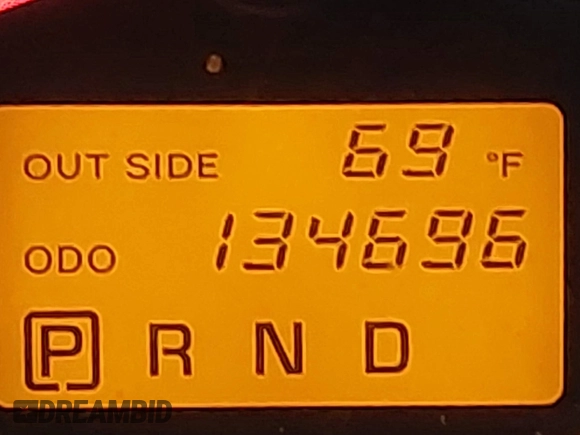 OUT SIDE 69 °F
ODO 134696
P R N D
DREAMBID